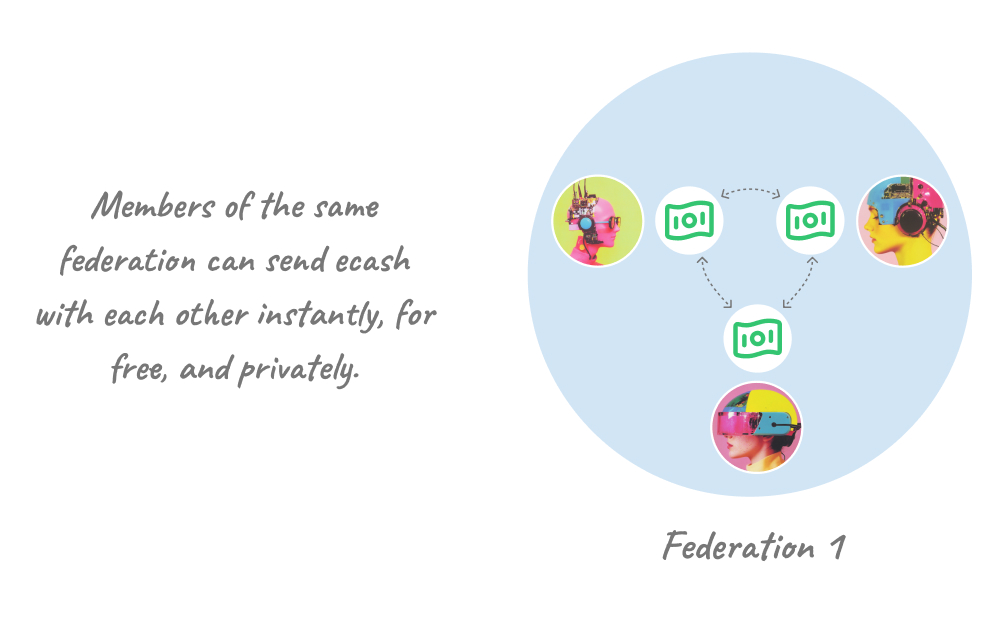 Members of the same
federation can send ecash
with each other instantly, for
free, and privately.
Federation 1